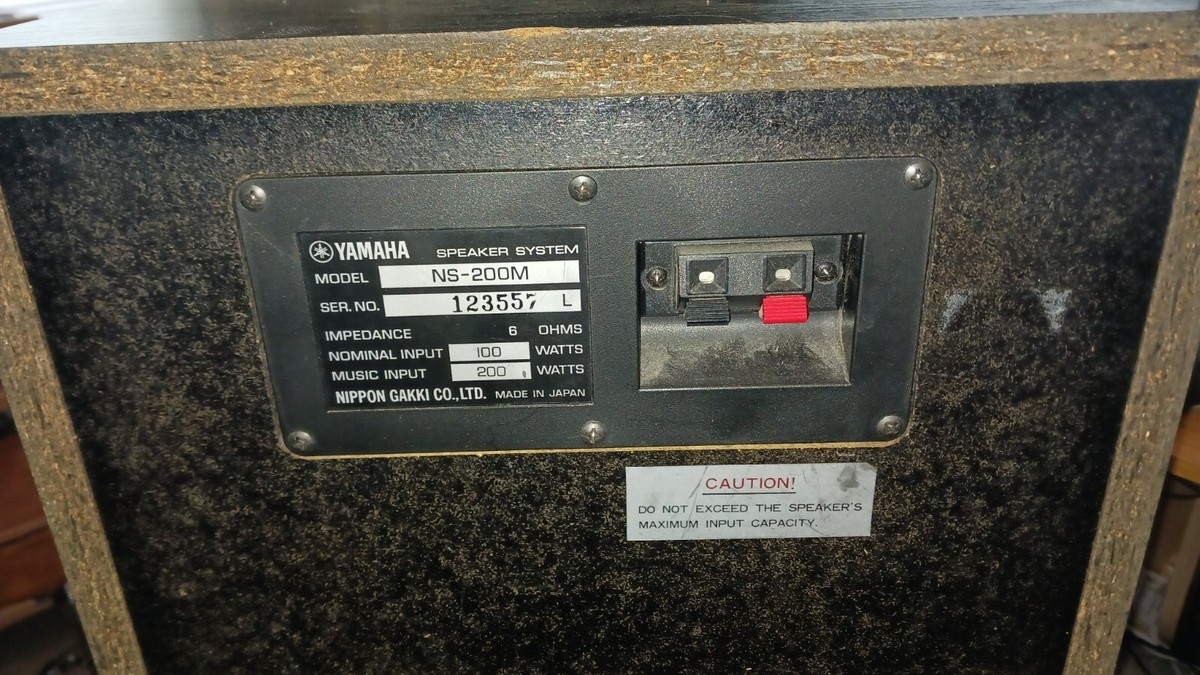 YAMAHA SPEAKER SYSTEM
MODEL NS-200M
SER. NO. 123557 L
IMPEDANCE 6 OHMS
NOMINAL INPUT 100 WATTS
MUSIC INPUT 200 WATTS
NIPPON GAKKI CO., LTD. MADE IN JAPAN
CAUTION!
DO NOT EXCEED THE SPEAKER'S
MAXIMUM INPUT CAPACITY.